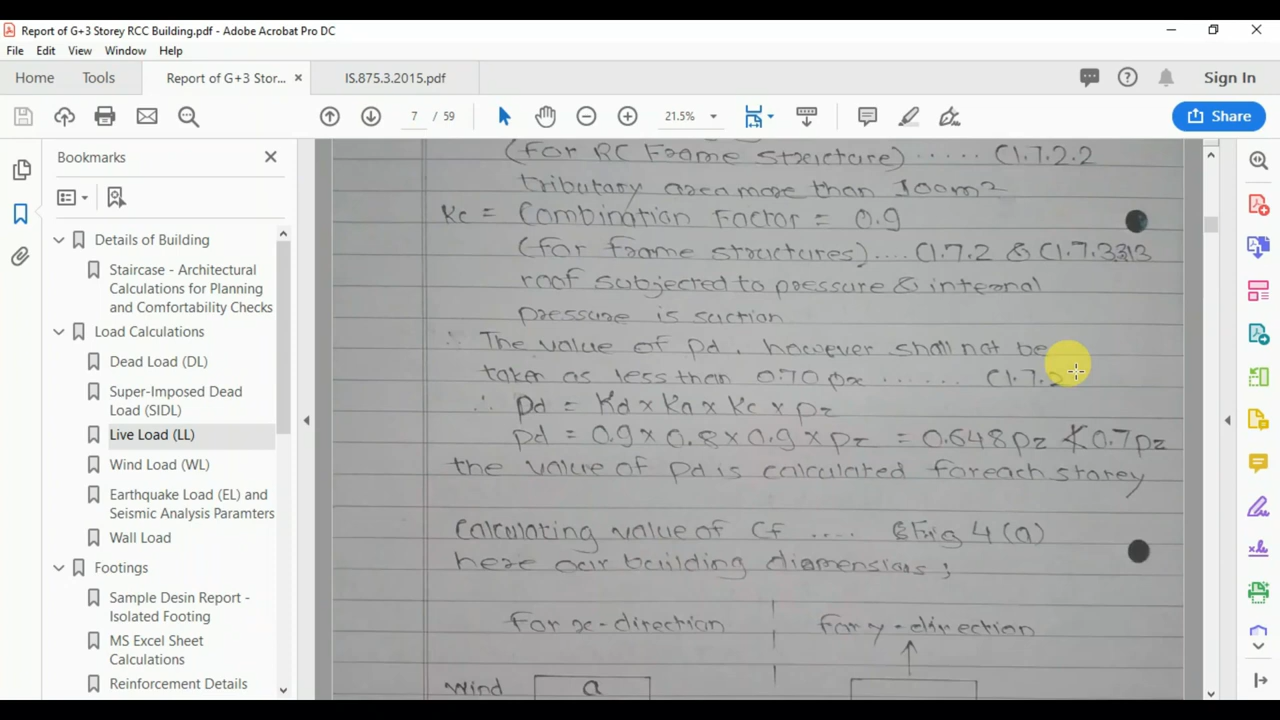 Report of G+3 Storey RCC Building.pdf - Adobe Acrobat Pro DC
File Edit View Window Help
Home Tools Report of G+3 Stor... × IS.875.3.2015.pdf Sign In
7 / 59 21.5% Share
Bookmarks
Details of Building
Staircase - Architectural
Calculations for Planning
and Comfortability Checks
Load Calculations
Dead Load (DL)
Super-Imposed Dead
Load (SIDL)
Live Load (LL)
Wind Load (WL)
Earthquake Load (EL) and
Seismic Analysis Paramters
Wall Load
Footings
Sample Desin Report -
Isolated Footing
MS Excel Sheet
Calculations
Reinforcement Details
(For RC Frame structure) ..... Cl.7.2.2
tributary area more than 100m2
Kc = Combination Factor = 0.9
(for frame structures).... Cl.7.2 & Cl.7.3.3.13
roof subjected to pressure & internal
pressure is suction
∴ The value of pd, however shall not be
taken as less than 0.70 pz ...... Cl.7.2
∴ pd = Kd x Ka x Kc x pz
pd = 0.9 x 0.8 x 0.9 x pz = 0.648pz ≮ 0.7pz
the value of pd is calculated foreach storey
Calculating value of Cf .... Fig 4 (a)
here our building diamensions;
for x-direction for y-direction
Wind a